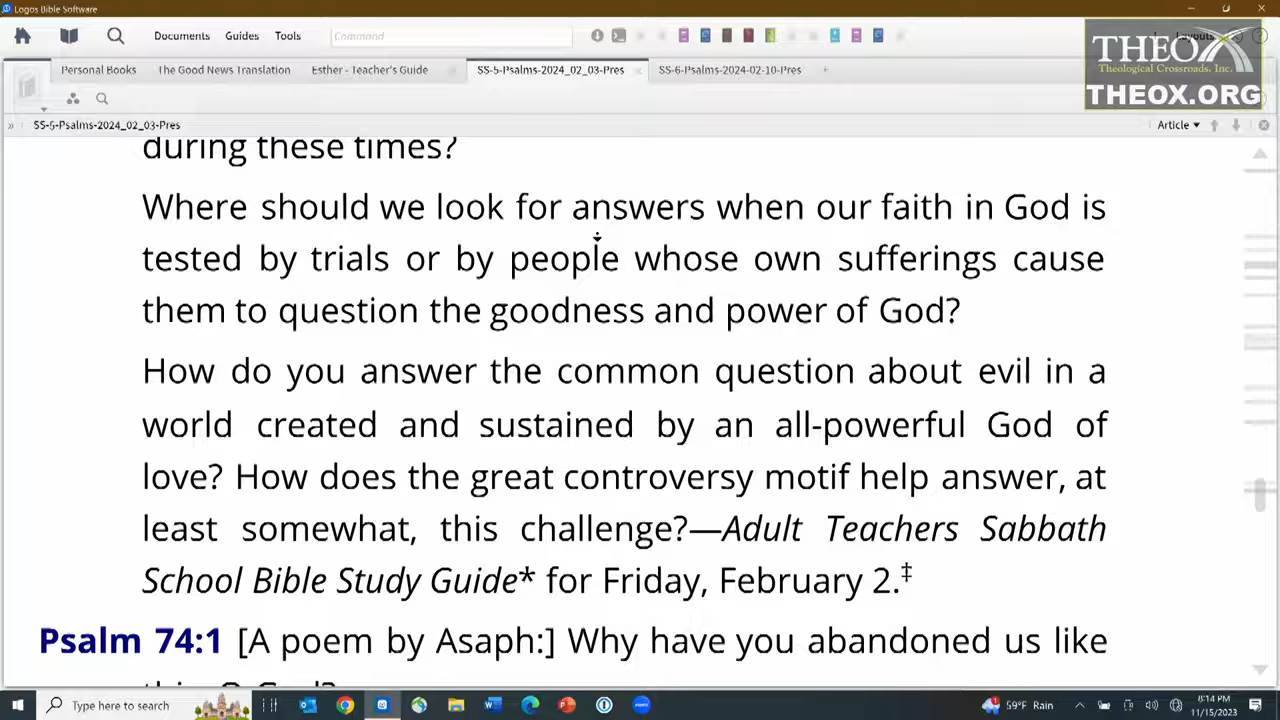 Logos Bible Software
Documents Guides Tools Command
THEOX
Theological Crossroads, Inc.
THEOX.ORG
Personal Books The Good News Translation Esther - Teacher's SS-5-Psalms-2024_02_03-Pres SS-6-Psalms-2024-02-10-Pres
SS-5-Psalms-2024_02_03-Pres Article
during these times?
Where should we look for answers when our faith in God is
tested by trials or by people whose own sufferings cause
them to question the goodness and power of God?
How do you answer the common question about evil in a
world created and sustained by an all-powerful God of
love? How does the great controversy motif help answer, at
least somewhat, this challenge?—Adult Teachers Sabbath
School Bible Study Guide* for Friday, February 2.‡
Psalm 74:1 [A poem by Asaph:] Why have you abandoned us like
Type here to search 59°F Rain 8:14 PM
11/15/2023